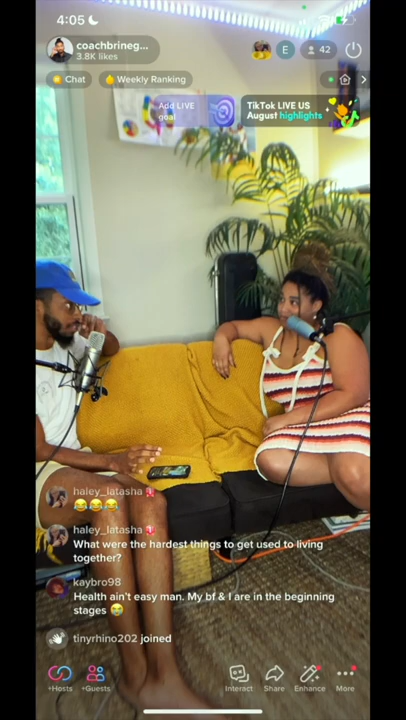 4:05
coachbrineg...
3.8K likes
E
42
Chat
Weekly Ranking
Add LIVE
goal
TikTok LIVE US
August highlights
haley_latasha
😂😂😂
haley_latasha
What were the hardest things to get used to living
together?
kaybro98
Health ain't easy man. My bf & I are in the beginning
stages 😭
tinyrhino202 joined
+Hosts
+Guests
Interact
Share
Enhance
More